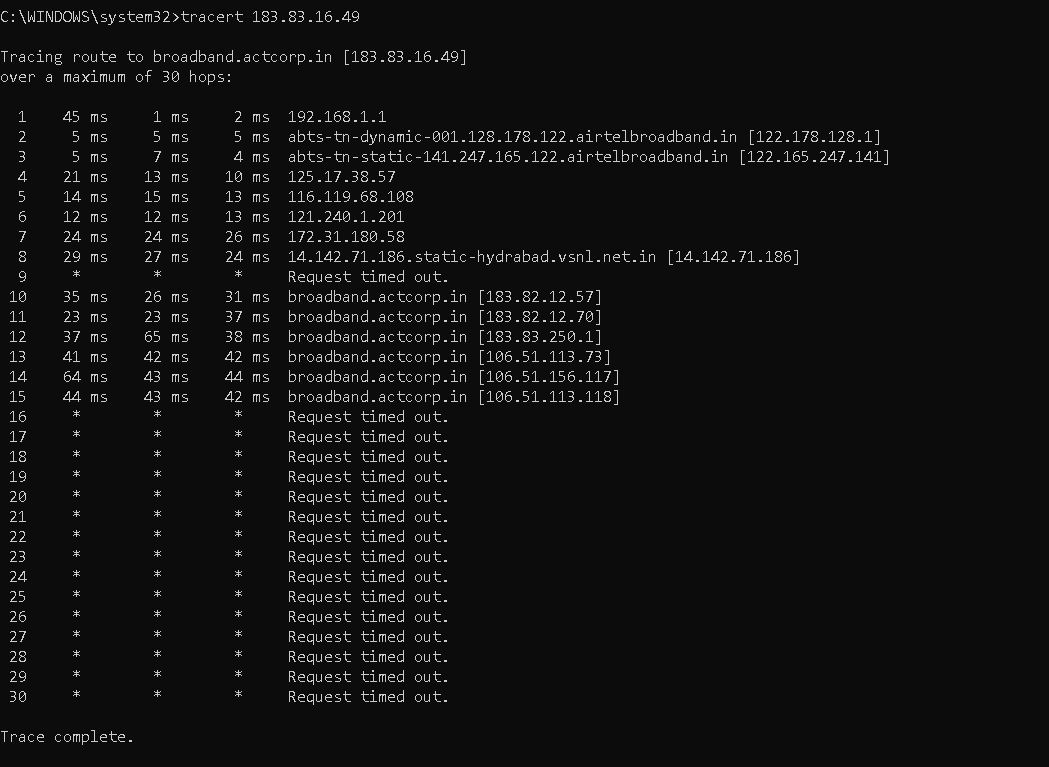 C:\WINDOWS\system32>tracert 183.83.16.49
Tracing route to broadband.actcorp.in [183.83.16.49]
over a maximum of 30 hops:
1 45 ms 1 ms 2 ms 192.168.1.1
2 5 ms 5 ms 5 ms abts-tn-dynamic-001.128.178.122.airtelbroadband.in [122.178.128.1]
3 5 ms 7 ms 4 ms abts-tn-static-141.247.165.122.airtelbroadband.in [122.165.247.141]
4 21 ms 13 ms 10 ms 125.17.38.57
5 14 ms 15 ms 13 ms 116.119.68.108
6 12 ms 12 ms 13 ms 121.240.1.201
7 24 ms 24 ms 26 ms 172.31.180.58
8 29 ms 27 ms 24 ms 14.142.71.186.static-hydrabad.vsnl.net.in [14.142.71.186]
9 * * * Request timed out.
10 35 ms 26 ms 31 ms broadband.actcorp.in [183.82.12.57]
11 23 ms 23 ms 37 ms broadband.actcorp.in [183.82.12.70]
12 37 ms 65 ms 38 ms broadband.actcorp.in [183.83.250.1]
13 41 ms 42 ms 42 ms broadband.actcorp.in [106.51.113.73]
14 64 ms 43 ms 44 ms broadband.actcorp.in [106.51.156.117]
15 44 ms 43 ms 42 ms broadband.actcorp.in [106.51.113.118]
16 * * * Request timed out.
17 * * * Request timed out.
18 * * * Request timed out.
19 * * * Request timed out.
20 * * * Request timed out.
21 * * * Request timed out.
22 * * * Request timed out.
23 * * * Request timed out.
24 * * * Request timed out.
25 * * * Request timed out.
26 * * * Request timed out.
27 * * * Request timed out.
28 * * * Request timed out.
29 * * * Request timed out.
30 * * * Request timed out.
Trace complete.